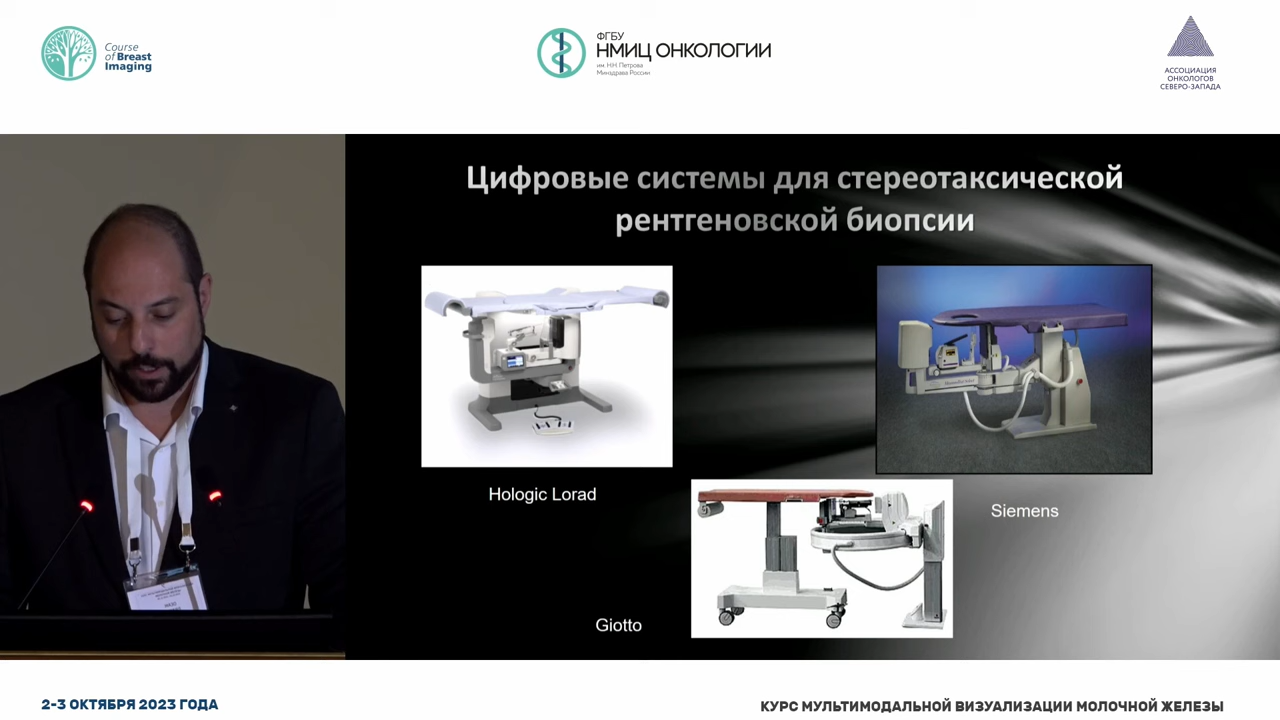 Course
of Breast
Imaging
ФГБУ
НМИЦ ОНКОЛОГИИ
им. Н.Н. Петрова
Минздрава России
АССОЦИАЦИЯ
ОНКОЛОГОВ
СЕВЕРО-ЗАПАДА
Цифровые системы для стереотаксической
рентгеновской биопсии
Hologic Lorad
Siemens
Giotto
2-3 ОКТЯБРЯ 2023 ГОДА
КУРС МУЛЬТИМОДАЛЬНОЙ ВИЗУАЛИЗАЦИИ МОЛОЧНОЙ ЖЕЛЕЗЫ